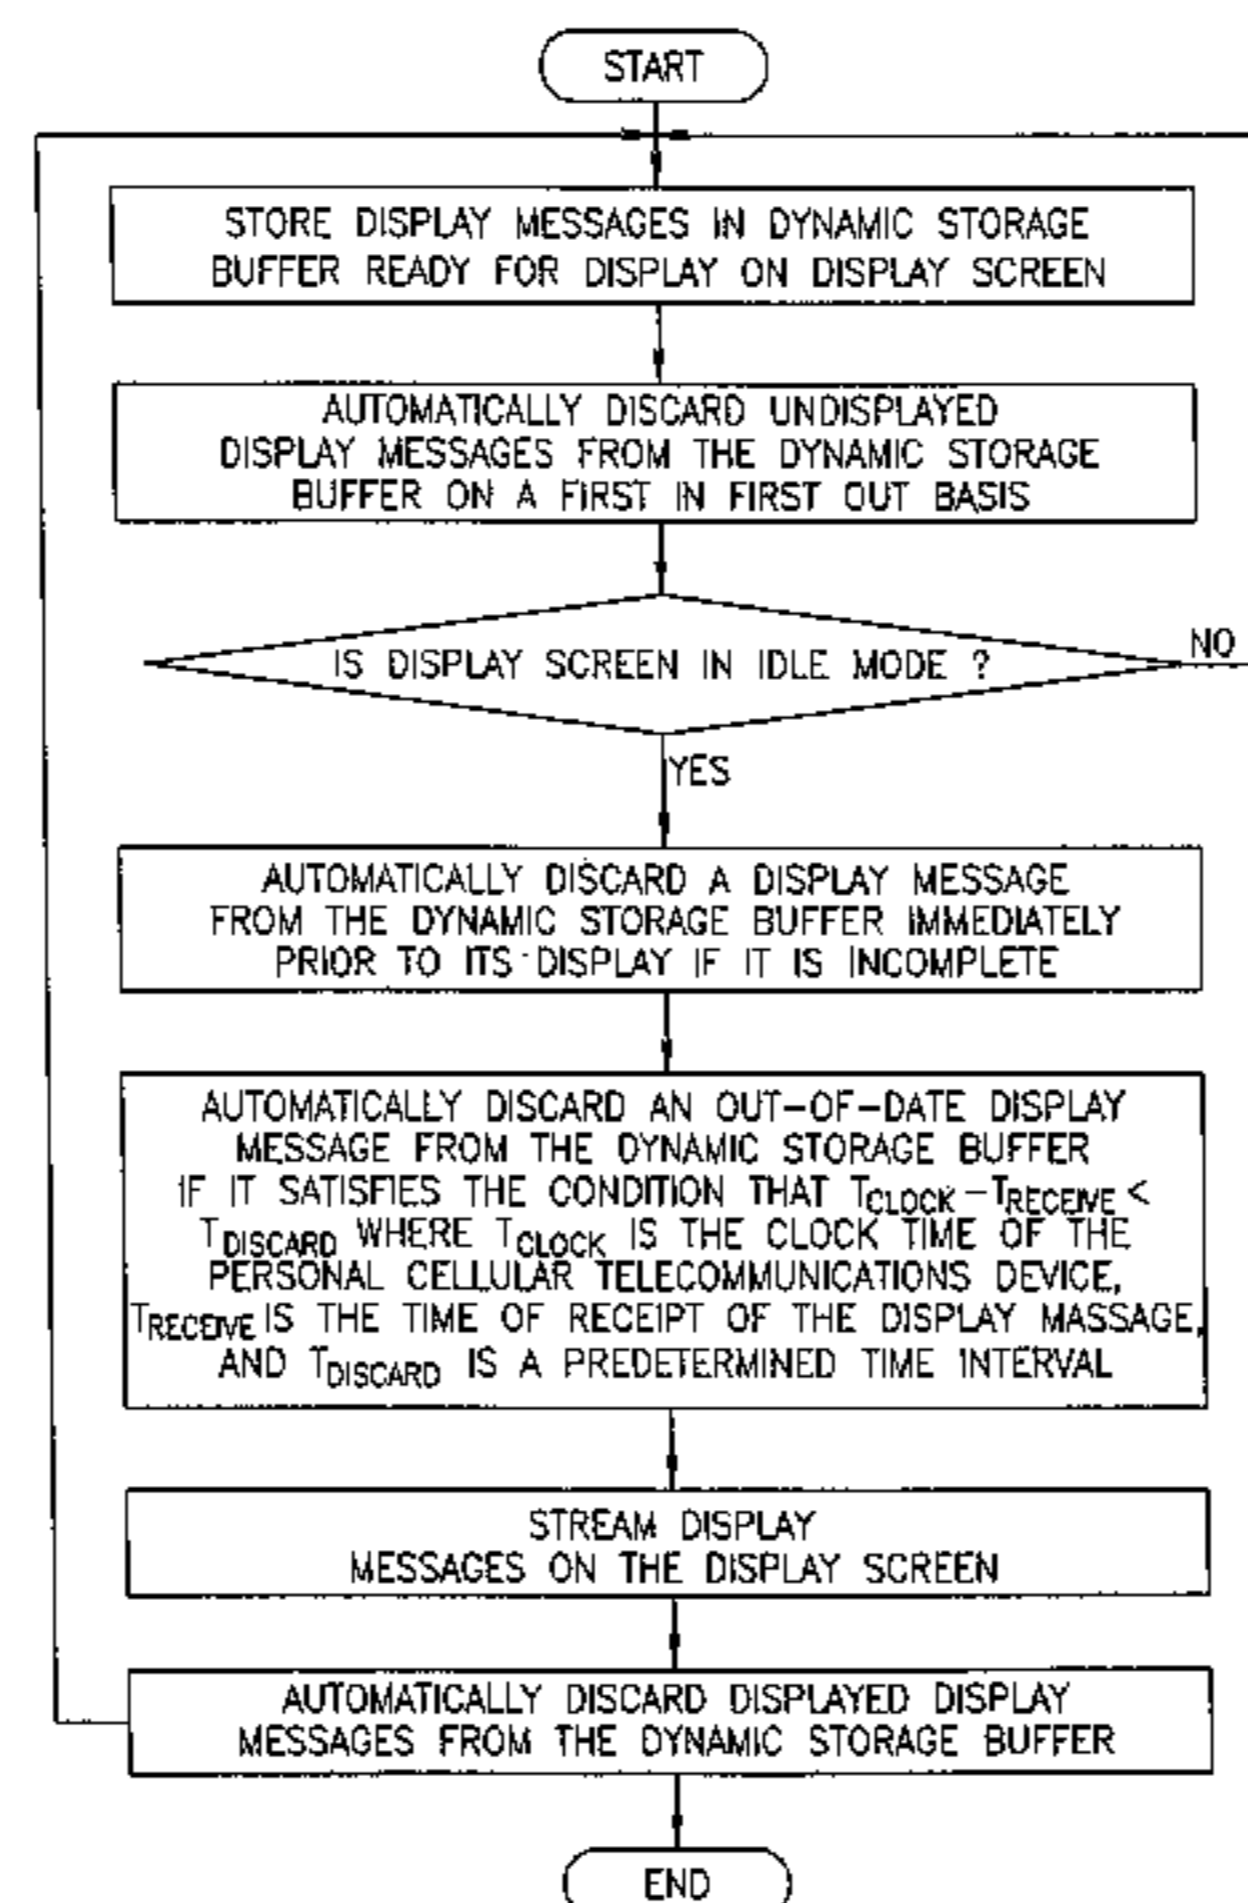 START
STORE DISPLAY MESSAGES IN DYNAMIC STORAGE
BUFFER READY FOR DISPLAY ON DISPLAY SCREEN
AUTOMATICALLY DISCARD UNDISPLAYED
DISPLAY MESSAGES FROM THE DYNAMIC STORAGE
BUFFER ON A FIRST IN FIRST OUT BASIS
IS DISPLAY SCREEN IN IDLE MODE ?
NO
YES
AUTOMATICALLY DISCARD A DISPLAY MESSAGE
FROM THE DYNAMIC STORAGE BUFFER IMMEDIATELY
PRIOR TO ITS DISPLAY IF IT IS INCOMPLETE
AUTOMATICALLY DISCARD AN OUT-OF-DATE DISPLAY
MESSAGE FROM THE DYNAMIC STORAGE BUFFER
IF IT SATISFIES THE CONDITION THAT TCLOCK-TRECEIVE<
TDISCARD WHERE TCLOCK IS THE CLOCK TIME OF THE
PERSONAL CELLULAR TELECOMMUNICATIONS DEVICE,
TRECEIVE IS THE TIME OF RECEIPT OF THE DISPLAY MASSAGE,
AND TDISCARD IS A PREDETERMINED TIME INTERVAL
STREAM DISPLAY
MESSAGES ON THE DISPLAY SCREEN
AUTOMATICALLY DISCARD DISPLAYED DISPLAY
MESSAGES FROM THE DYNAMIC STORAGE BUFFER
END